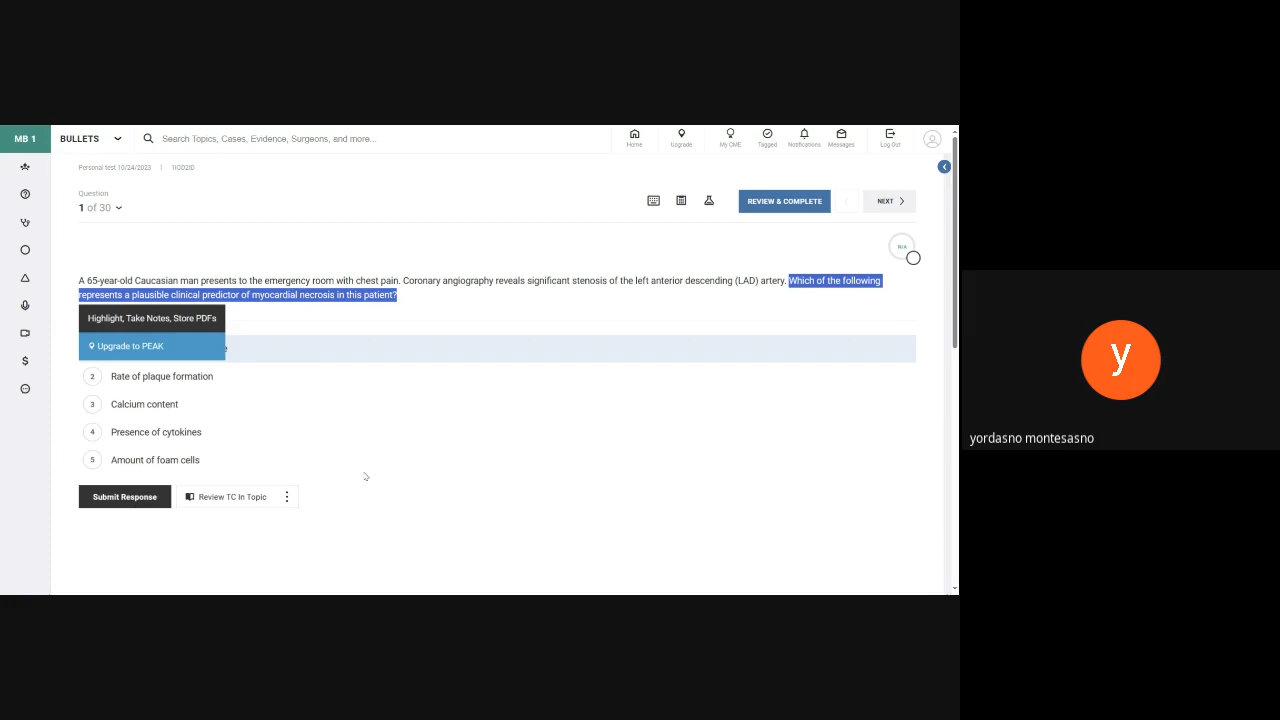 MB 1
BULLETS
Search Topics, Cases, Evidence, Surgeons, and more...
Home
Upgrade
My CME
Tagged
Notifications
Messages
Log Out
Personal test 10/24/2023 |
Question
1 of 30
REVIEW & COMPLETE
NEXT
N/A
A 65-year-old Caucasian man presents to the emergency room with chest pain. Coronary angiography reveals significant stenosis of the left anterior descending (LAD) artery. Which of the following
represents a plausible clinical predictor of myocardial necrosis in this patient?
Highlight, Take Notes, Store PDFs
Upgrade to PEAK
2 Rate of plaque formation
3 Calcium content
4 Presence of cytokines
5 Amount of foam cells
Submit Response
Review TC In Topic
y
yordasno montesasno